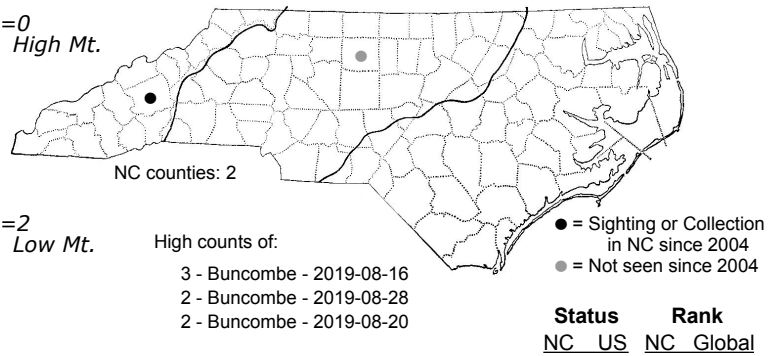 =0
High Mt.
NC counties: 2
=2
Low Mt.
High counts of:
3 - Buncombe - 2019-08-16
2 - Buncombe - 2019-08-28
2 - Buncombe - 2019-08-20
● = Sighting or Collection
in NC since 2004
● = Not seen since 2004
Status Rank
NC US NC Global